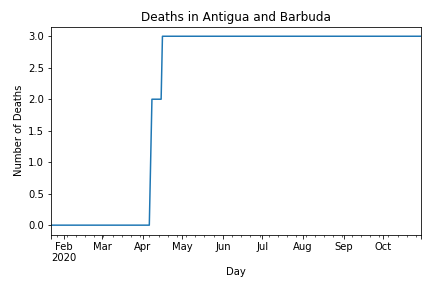 Deaths in Antigua and Barbuda
Number of Deaths
3.0
2.5
2.0
1.5
1.0
0.5
0.0
Feb Mar Apr May Jun Jul Aug Sep Oct
2020
Day